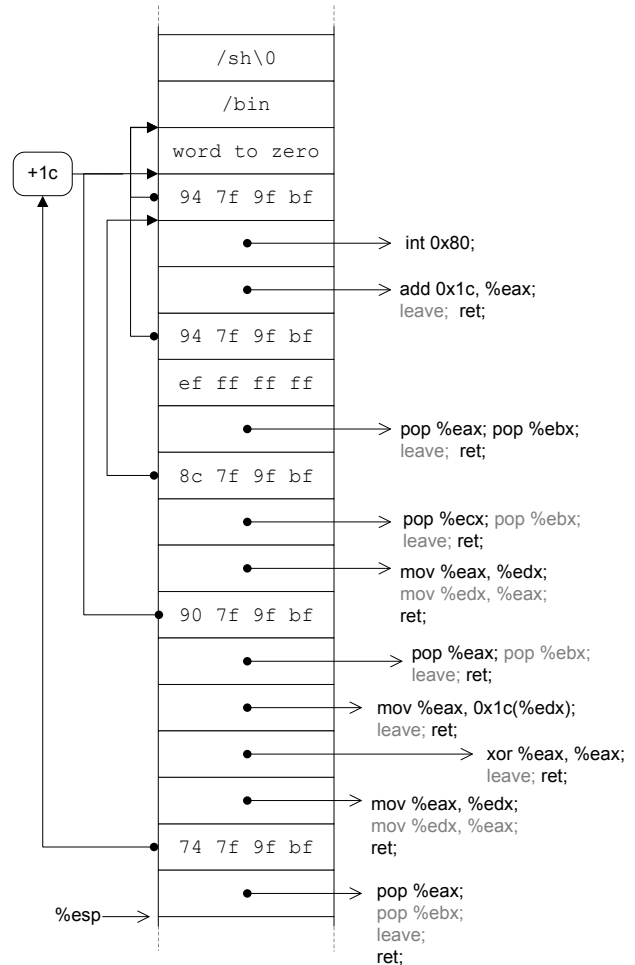 /sh\0
/bin
word to zero
+1c
94 7f 9f bf
int 0x80;
add 0x1c, %eax;
leave; ret;
94 7f 9f bf
ef ff ff ff
pop %eax; pop %ebx;
leave; ret;
8c 7f 9f bf
pop %ecx; pop %ebx;
leave; ret;
mov %eax, %edx;
mov %edx, %eax;
ret;
90 7f 9f bf
pop %eax; pop %ebx;
leave; ret;
mov %eax, 0x1c(%edx);
leave; ret;
xor %eax, %eax;
leave; ret;
mov %eax, %edx;
mov %edx, %eax;
ret;
74 7f 9f bf
pop %eax;
pop %ebx;
leave;
ret;
%esp